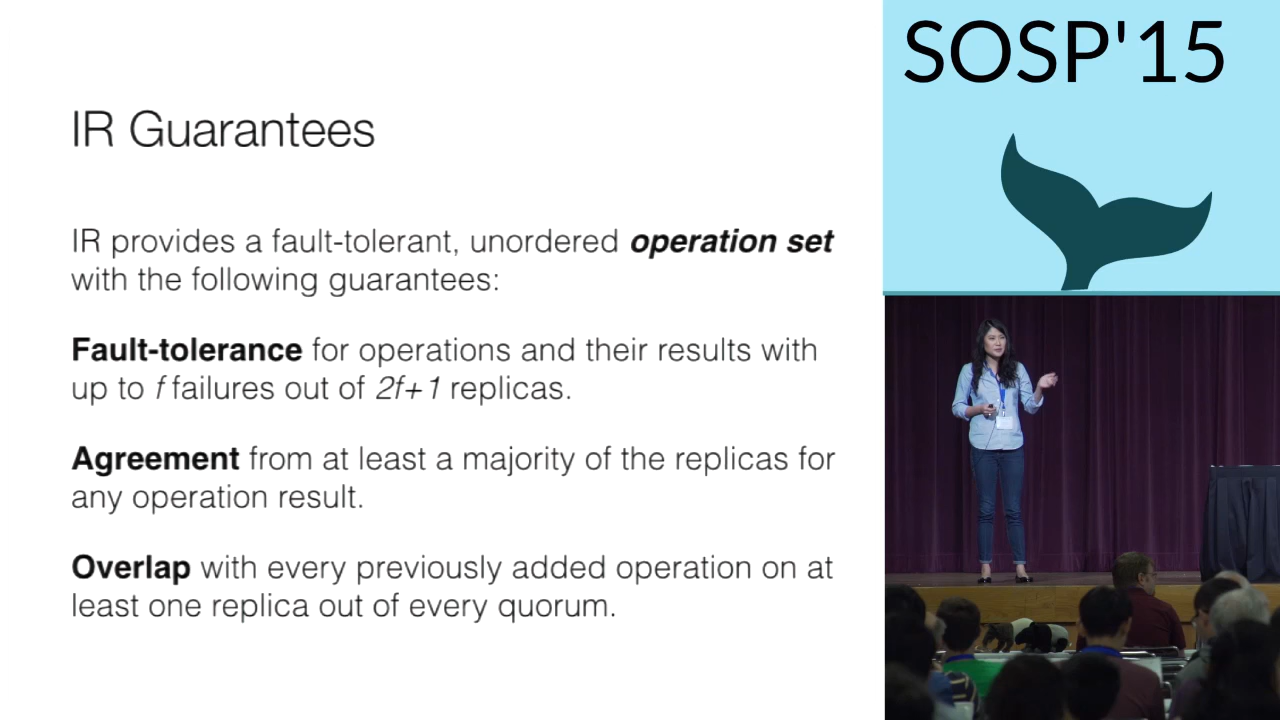 IR Guarantees
IR provides a fault-tolerant, unordered operation set
with the following guarantees:
Fault-tolerance for operations and their results with
up to f failures out of 2f+1 replicas.
Agreement from at least a majority of the replicas for
any operation result.
Overlap with every previously added operation on at
least one replica out of every quorum.
SOSP'15